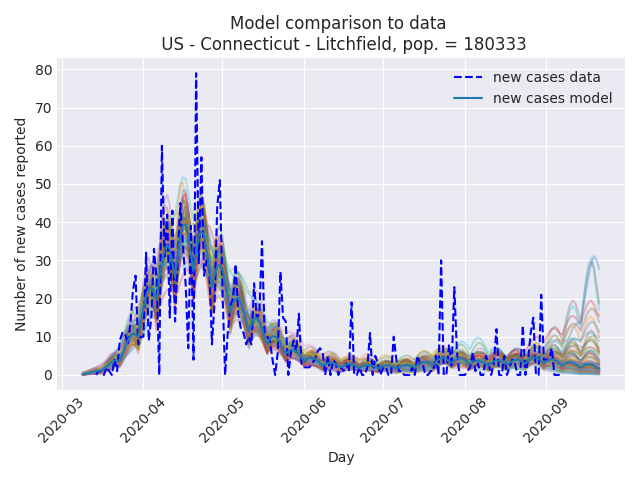 Model comparison to data
US - Connecticut - Litchfield, pop. = 180333
new cases data
new cases model
Number of new cases reported
80
70
60
50
40
30
20
10
0
2020-03
2020-04
2020-05
2020-06
2020-07
2020-08
2020-09
Day